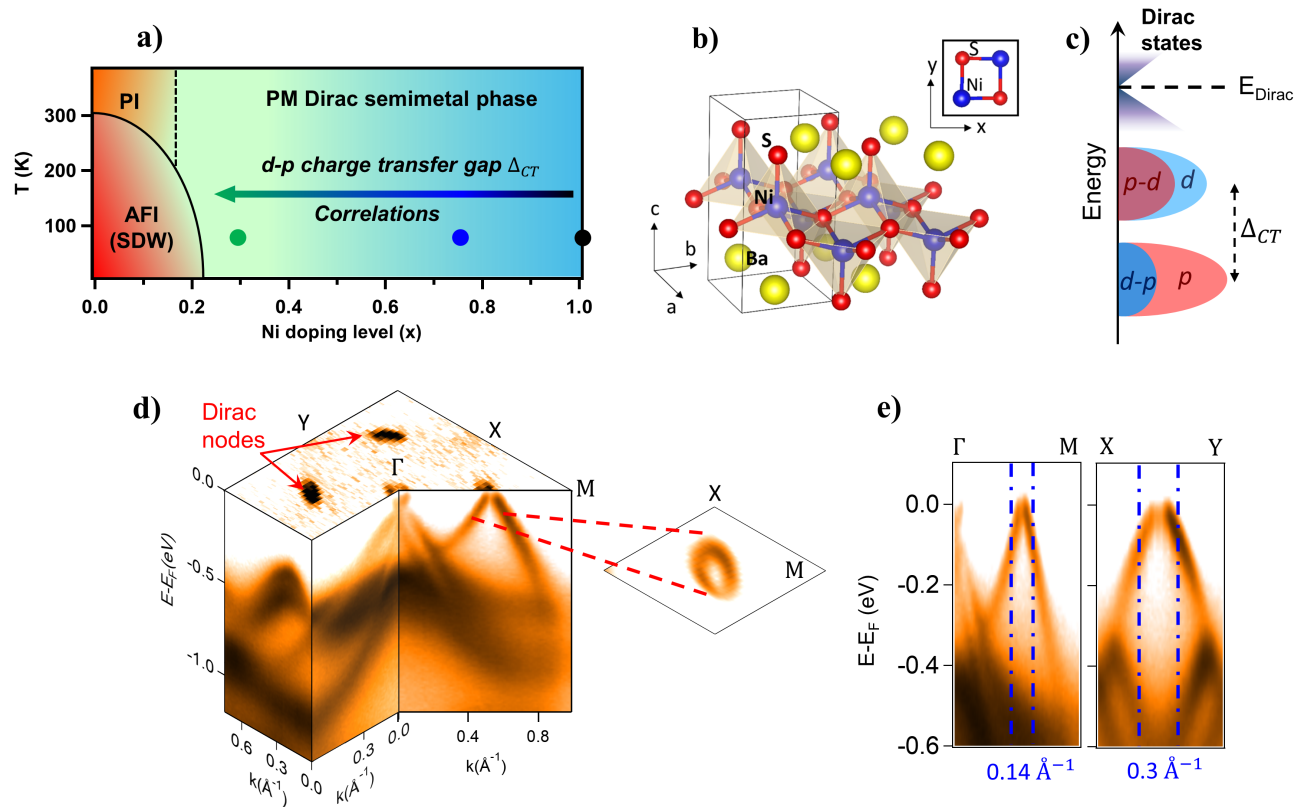 a)
PI
PM Dirac semimetal phase
d-p charge transfer gap Δ_CT
Correlations
AFI
(SDW)
T (K)
300
200
100
0.0 0.2 0.4 0.6 0.8 1.0
Ni doping level (x)
b)
S
Ni
y
x
S
Ni
Ba
c
b
a
c)
Dirac
states
E_Dirac
Energy
p-d d
Δ_CT
d-p p
d)
Dirac
nodes
Y
X
Γ
M
0.0
-0.5
-1.0
E-E_F(eV)
0.6 0.3 0.0
k(Å⁻¹)
0.3 0.0
k(Å⁻¹)
0.4 0.8
k(Å⁻¹)
X
M
e)
Γ M X Y
0.0
-0.2
-0.4
-0.6
E-E_F (eV)
0.14 Å⁻¹ 0.3 Å⁻¹